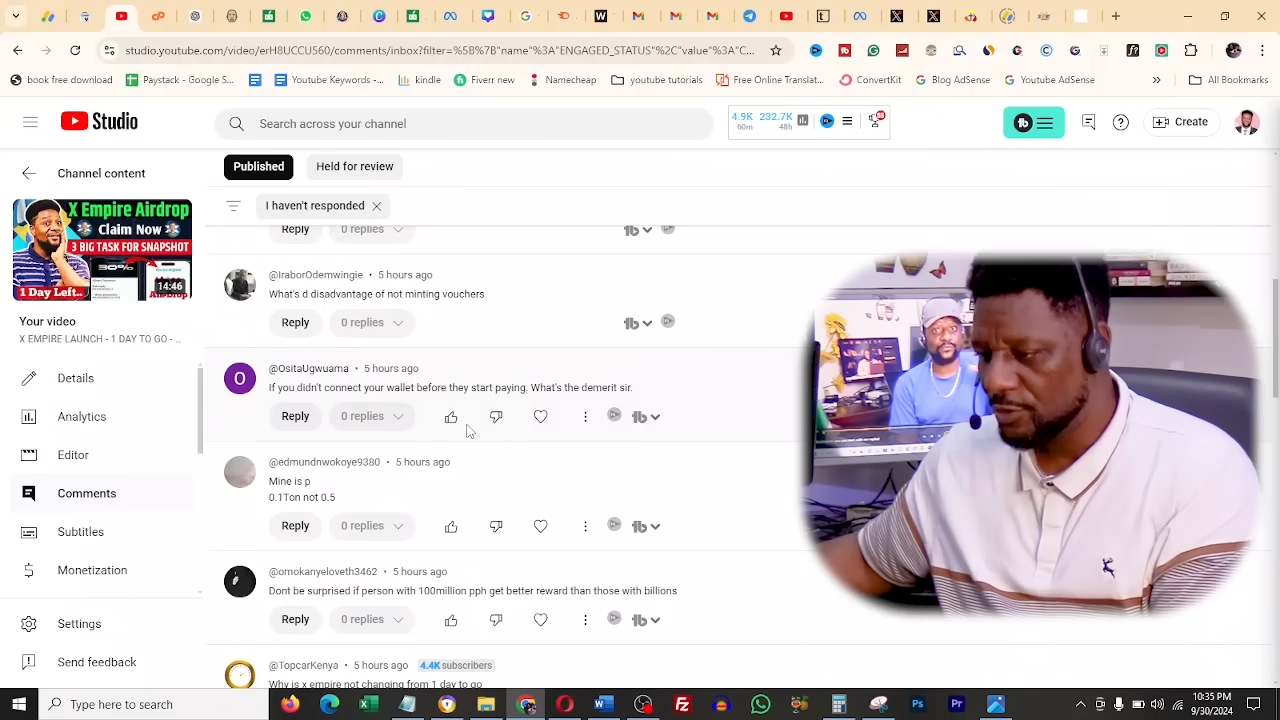 studio.youtube.com/video/erH8UCCU560/comments/inbox?filter=%5B%7B"name"%3A"ENGAGED_STATUS"%2C"value"%3A"C...
book free download
Paystack - Google S...
Youtube Keywords -...
kindle
Fiverr new
Namecheap
youtube tutorials
Free Online Translat...
ConvertKit
Blog AdSense
Youtube AdSense
»
All Bookmarks
Studio
Search across your channel
4.9K 232.7K
60m 48h
Create
Channel content
Published
Held for review
I haven't responded
X Empire Airdrop
Claim Now
3 BIG TASK FOR SNAPSHOT
14:46
1 Day Left..
Your video
X EMPIRE LAUNCH - 1 DAY TO GO - ...
Details
Analytics
Editor
Comments
Subtitles
Monetization
Settings
Send feedback
Reply
0 replies
@IraborOdemwingie • 5 hours ago
What's d disadvantage of not minting vouchers
Reply
0 replies
@OsitaUgwuama • 5 hours ago
If you didn't connect your wallet before they start paying. What's the demerit sir.
Reply
0 replies
@edmundnwokoye9380 • 5 hours ago
Mine is p
0.1Ton not 0.5
Reply
0 replies
@omokanyeloveth3462 • 5 hours ago
Dont be surprised if person with 100million pph get better reward than those with billions
Reply
0 replies
@TopcarKenya • 5 hours ago 4.4K subscribers
Why is x empire not changing from 1 day to go
Type here to search
10:35 PM
9/30/2024